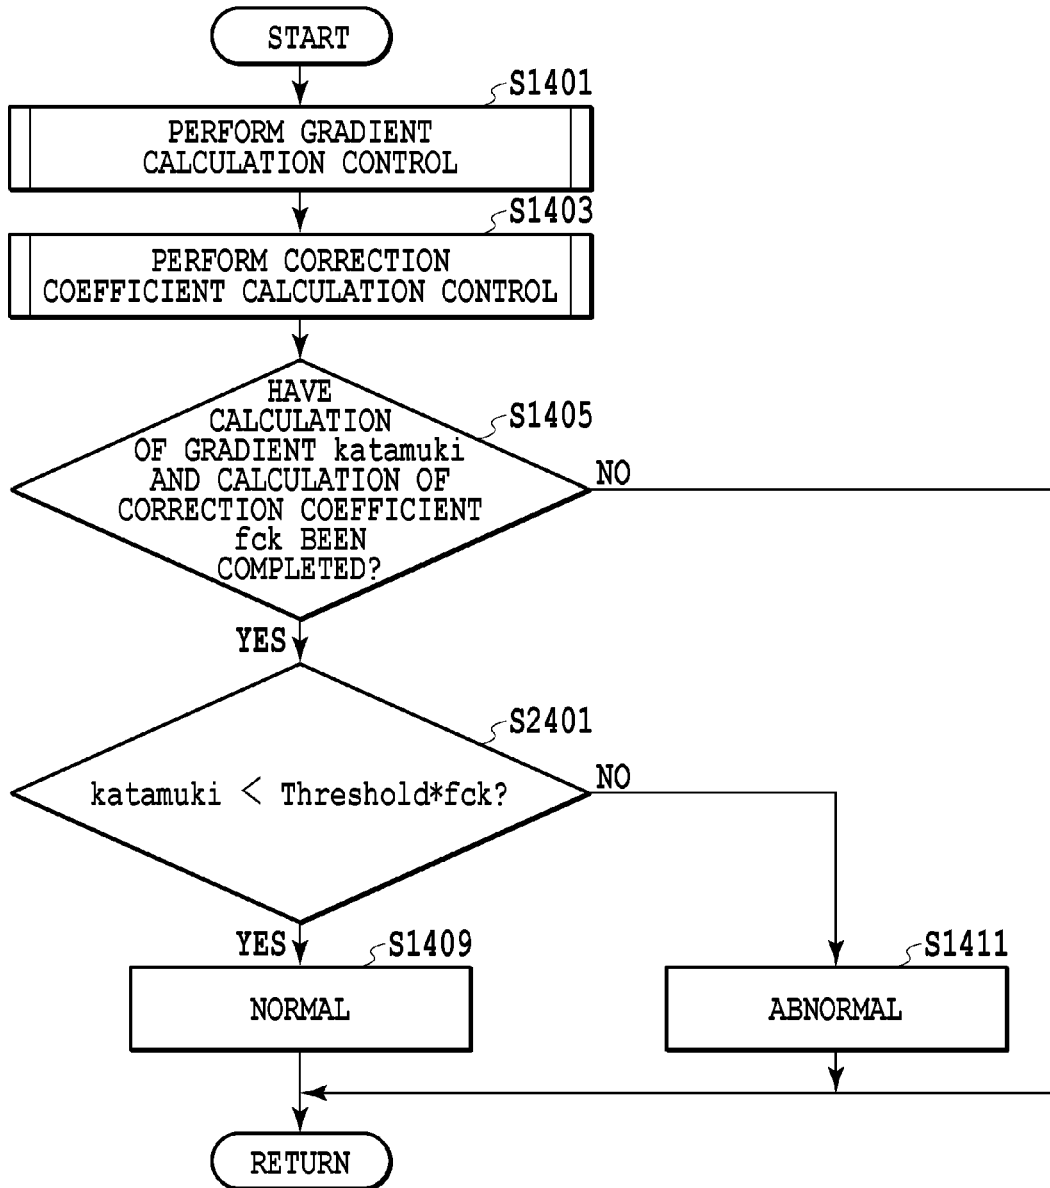 START
S1401
PERFORM GRADIENT
CALCULATION CONTROL
S1403
PERFORM CORRECTION
COEFFICIENT CALCULATION CONTROL
S1405
HAVE
CALCULATION
OF GRADIENT katamuki
AND CALCULATION OF
CORRECTION COEFFICIENT
fck BEEN
COMPLETED?
NO
YES
S2401
katamuki < Threshold*fck?
NO
YES
S1409
NORMAL
S1411
ABNORMAL
RETURN